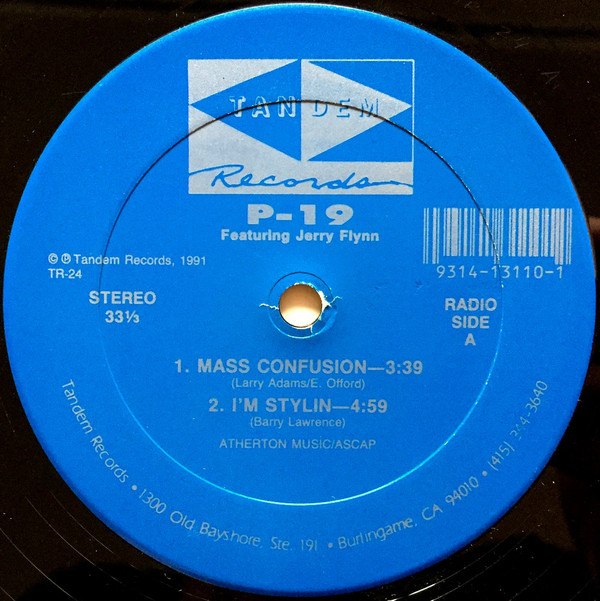 TANDEM
Records
P-19
Featuring Jerry Flynn
© ℗ Tandem Records, 1991
TR-24
STEREO
33⅓
9314-13110-1
RADIO
SIDE
A
1. MASS CONFUSION—3:39
(Larry Adams/E. Offord)
2. I'M STYLIN—4:59
(Barry Lawrence)
ATHERTON MUSIC/ASCAP
Tandem Records • 1300 Old Bayshore, Ste. 191 • Burlingame, CA 94010 • (415) 3640